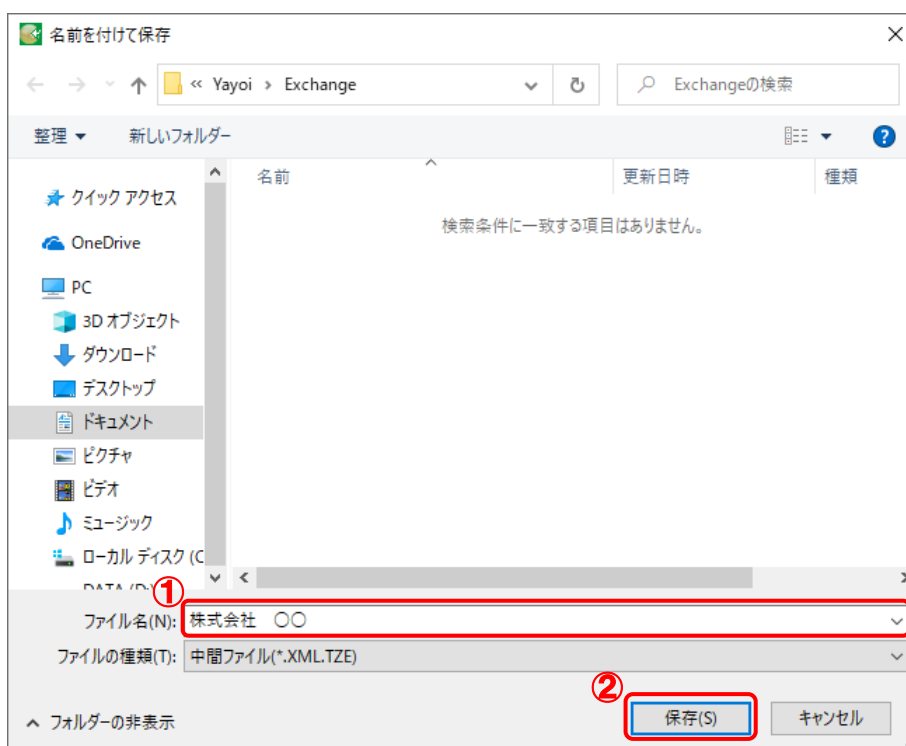 名前を付けて保存
« Yayoi › Exchange
Exchangeの検索
整理
新しいフォルダー
?
名前
更新日時
種類
検索条件に一致する項目はありません。
クイック アクセス
OneDrive
PC
3D オブジェクト
ダウンロード
デスクトップ
ドキュメント
ピクチャ
ビデオ
ミュージック
ローカル ディスク (C
DATA (D:)
①
ファイル名(N): 株式会社　〇〇
ファイルの種類(T): 中間ファイル(*.XML.TZE)
②
フォルダーの非表示
保存(S)
キャンセル